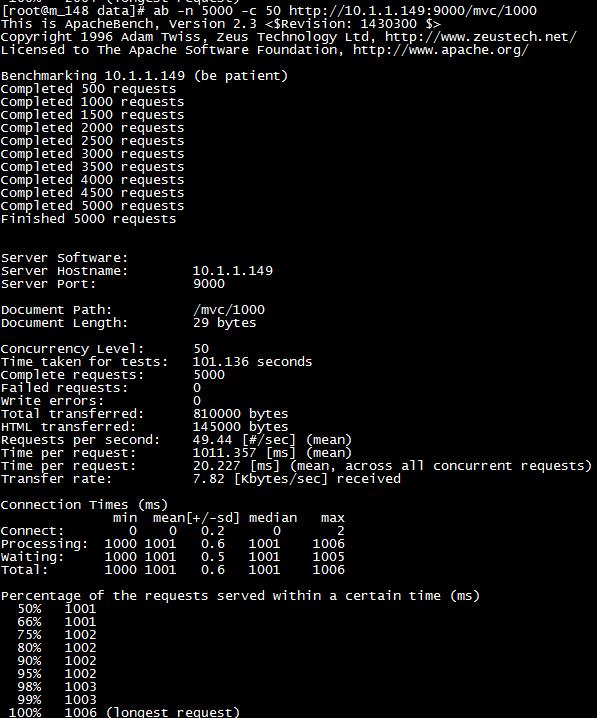 [root@m_148 data]# ab -n 5000 -c 50 http://10.1.1.149:9000/mvc/1000
This is ApacheBench, Version 2.3 <$Revision: 1430300 $>
Copyright 1996 Adam Twiss, Zeus Technology Ltd, http://www.zeustech.net/
Licensed to The Apache Software Foundation, http://www.apache.org/

Benchmarking 10.1.1.149 (be patient)
Completed 500 requests
Completed 1000 requests
Completed 1500 requests
Completed 2000 requests
Completed 2500 requests
Completed 3000 requests
Completed 3500 requests
Completed 4000 requests
Completed 4500 requests
Completed 5000 requests
Finished 5000 requests

Server Software:
Server Hostname:        10.1.1.149
Server Port:            9000

Document Path:          /mvc/1000
Document Length:        29 bytes

Concurrency Level:      50
Time taken for tests:   101.136 seconds
Complete requests:      5000
Failed requests:        0
Write errors:           0
Total transferred:      810000 bytes
HTML transferred:       145000 bytes
Requests per second:    49.44 [#/sec] (mean)
Time per request:       1011.357 [ms] (mean)
Time per request:       20.227 [ms] (mean, across all concurrent requests)
Transfer rate:          7.82 [Kbytes/sec] received

Connection Times (ms)
              min  mean[+/-sd] median   max
Connect:        0    0   0.2      0       2
Processing:  1000 1001   0.6   1001    1006
Waiting:     1000 1001   0.5   1001    1005
Total:       1000 1001   0.6   1001    1006

Percentage of the requests served within a certain time (ms)
  50%   1001
  66%   1001
  75%   1002
  80%   1002
  90%   1002
  95%   1002
  98%   1003
  99%   1003
 100%   1006 (longest request)